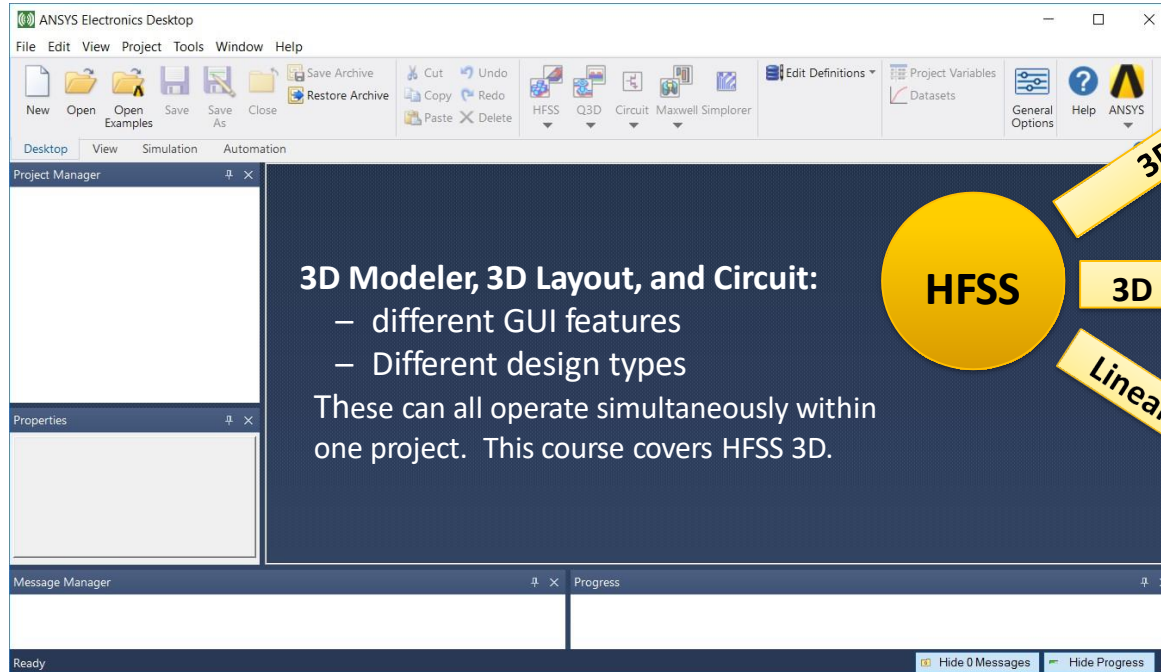 ANSYS Electronics Desktop
File Edit View Project Tools Window Help
New Open Open Examples Save Save As Close
Save Archive
Restore Archive
Cut Undo
Copy Redo
Paste Delete
HFSS Q3D Circuit Maxwell Simplorer
Edit Definitions
Project Variables
Datasets
General Options Help ANSYS
Desktop View Simulation Automation
Project Manager
3D
3D Modeler, 3D Layout, and Circuit:
– different GUI features
– Different design types
These can all operate simultaneously within
one project. This course covers HFSS 3D.
HFSS
3D
Linear
Properties
Message Manager
Progress
Ready
Hide 0 Messages
Hide Progress